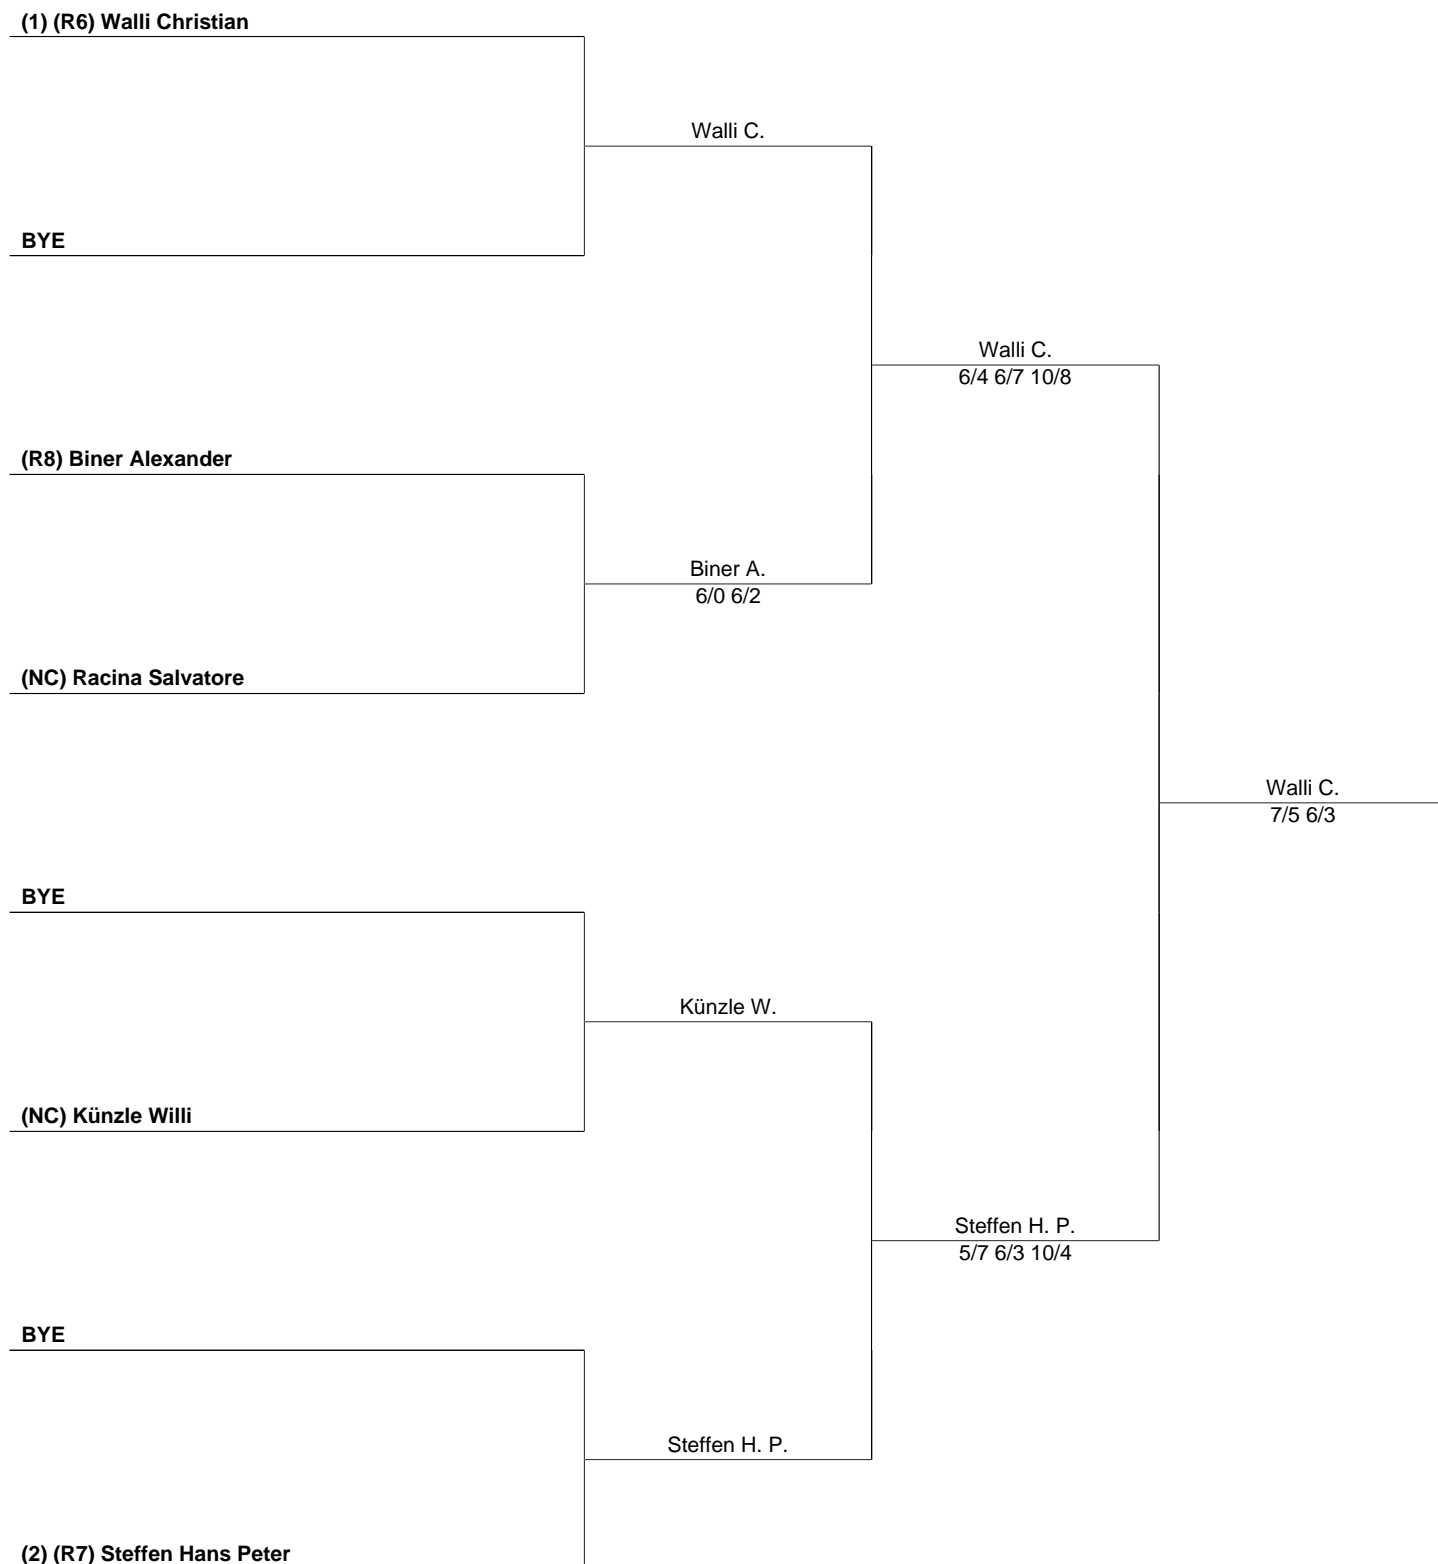 (1) (R6) Walli Christian
Walli C.
BYE
Walli C.
6/4 6/7 10/8
(R8) Biner Alexander
Biner A.
6/0 6/2
(NC) Racina Salvatore
Walli C.
7/5 6/3
BYE
Künzle W.
(NC) Künzle Willi
Steffen H. P.
5/7 6/3 10/4
BYE
Steffen H. P.
(2) (R7) Steffen Hans Peter